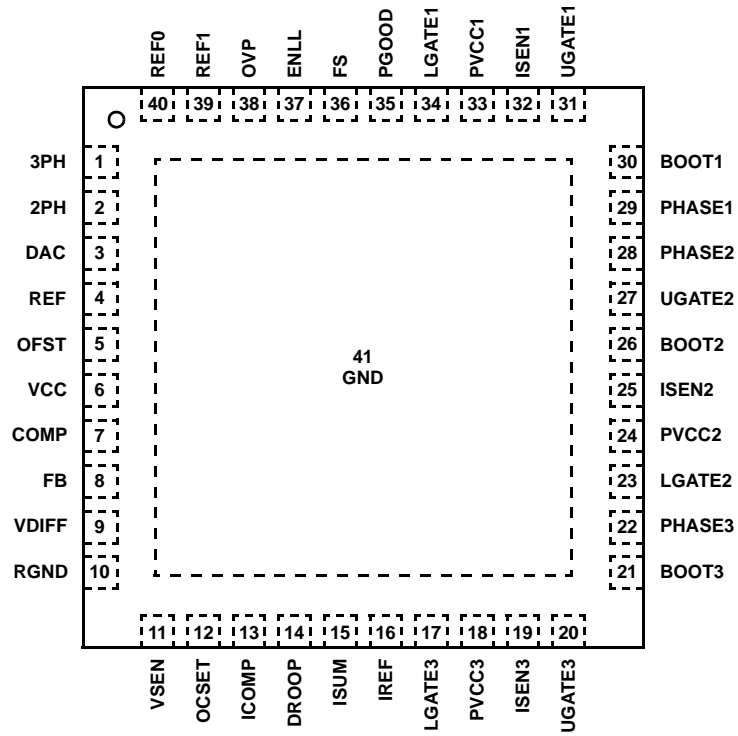 REF0 REF1 OVP ENLL FS PGOOD LGATE1 PVCC1 ISEN1 UGATE1
40 39 38 37 36 35 34 33 32 31
3PH 1 30 BOOT1
2PH 2 29 PHASE1
DAC 3 28 PHASE2
REF 4 27 UGATE2
OFST 5 26 BOOT2
41
GND
VCC 6 25 ISEN2
COMP 7 24 PVCC2
FB 8 23 LGATE2
VDIFF 9 22 PHASE3
RGND 10 21 BOOT3
11 12 13 14 15 16 17 18 19 20
VSEN OCSET ICOMP DROOP ISUM IREF LGATE3 PVCC3 ISEN3 UGATE3